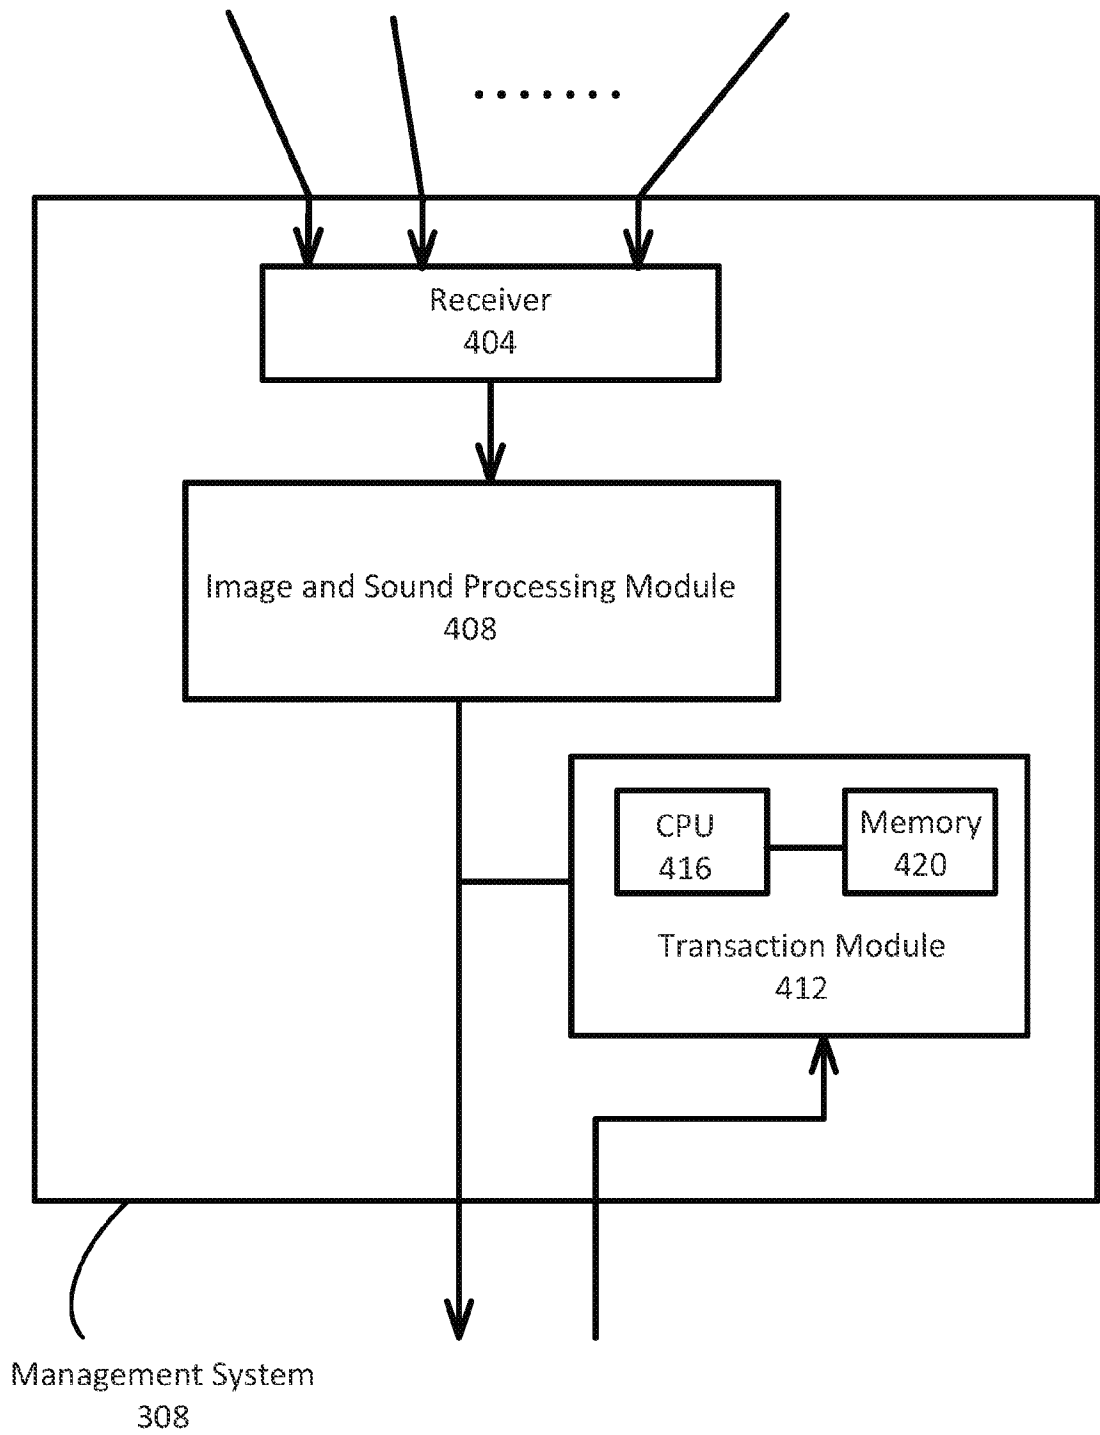 Receiver
404
Image and Sound Processing Module
408
CPU
416
Memory
420
Transaction Module
412
Management System
308